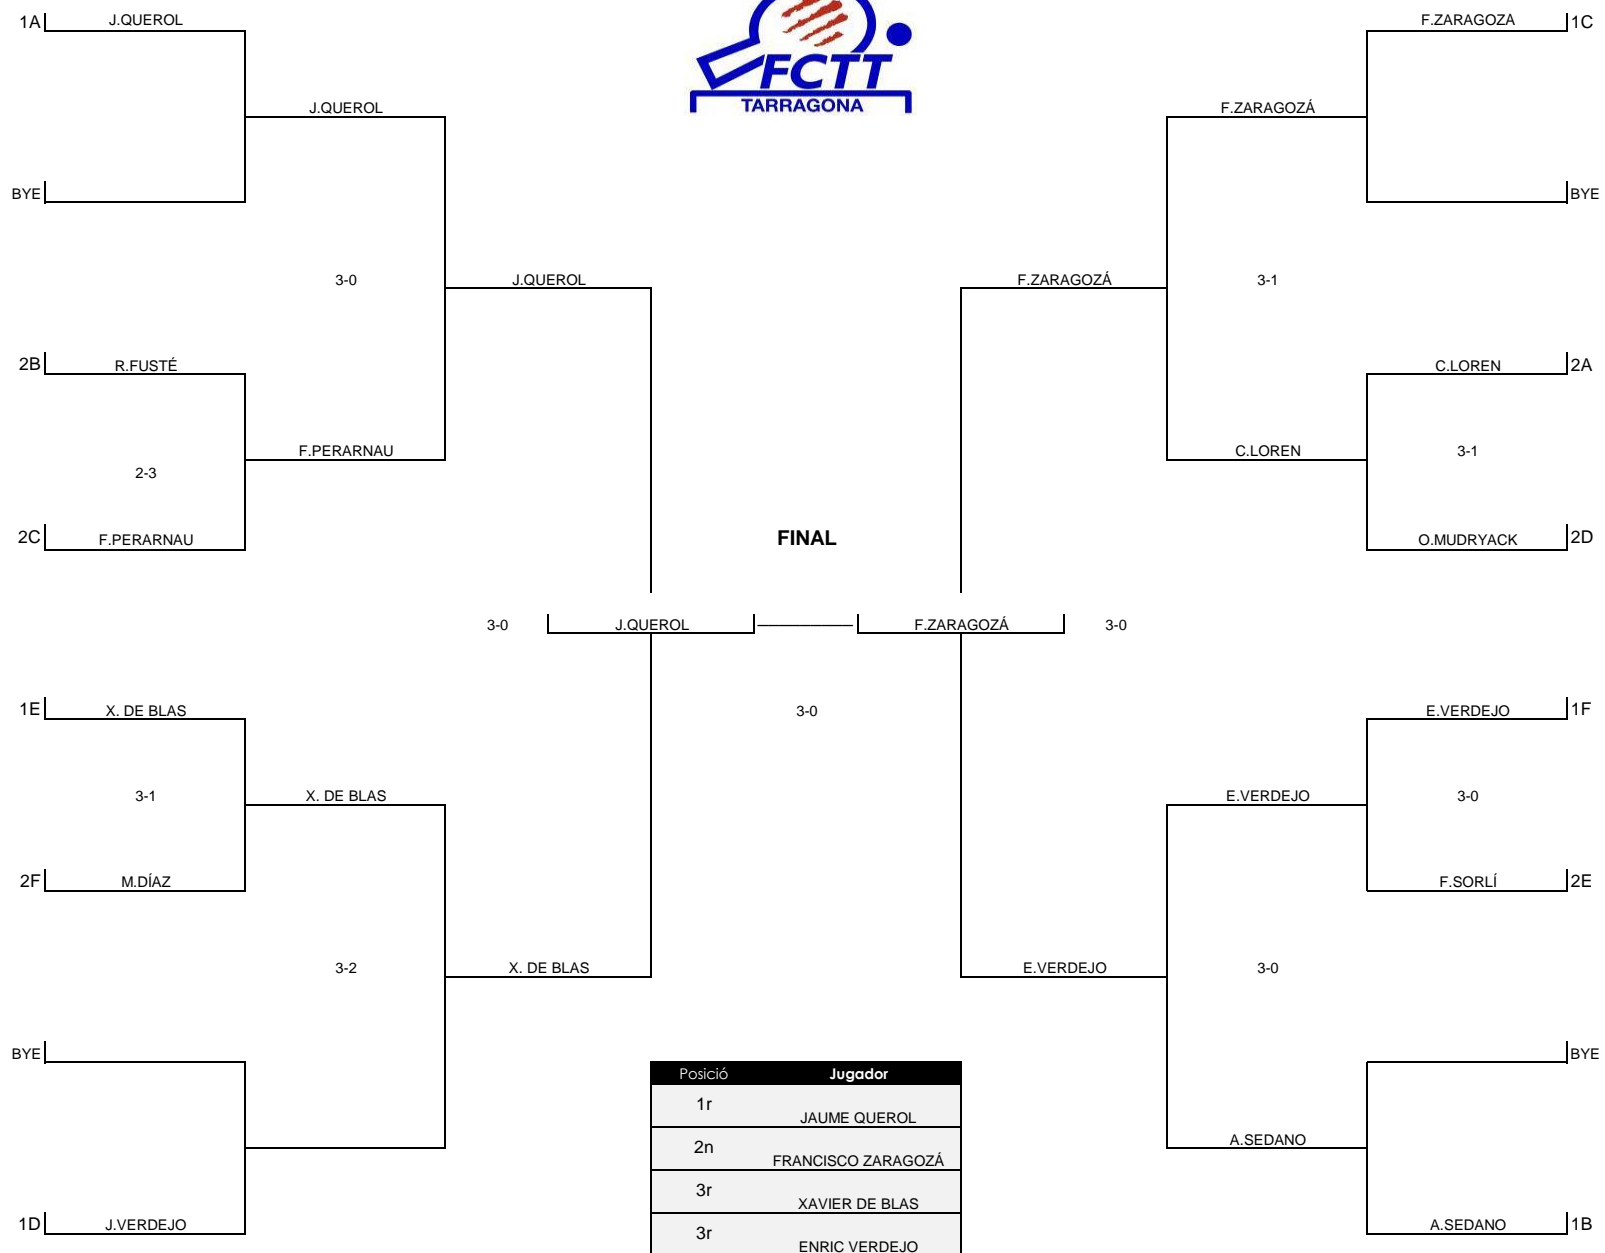 1A J.QUEROL F.ZARAGOZA 1C
FCTT
TARRAGONA
J.QUEROL F.ZARAGOZÁ
BYE BYE
3-0 J.QUEROL F.ZARAGOZÁ 3-1
2B R.FUSTÉ C.LOREN 2A
F.PERARNAU C.LOREN 3-1
2-3
2C F.PERARNAU FINAL O.MUDRYACK 2D
3-0 J.QUEROL F.ZARAGOZÁ 3-0
1E X. DE BLAS 3-0 E.VERDEJO 1F
3-1 X. DE BLAS E.VERDEJO 3-0
2F M.DÍAZ F.SORLÍ 2E
3-2 X. DE BLAS E.VERDEJO 3-0
BYE BYE
Posició Jugador
1r JAUME QUEROL
A.SEDANO
2n FRANCISCO ZARAGOZÁ
3r XAVIER DE BLAS
1D J.VERDEJO A.SEDANO 1B
3r ENRIC VERDEJO